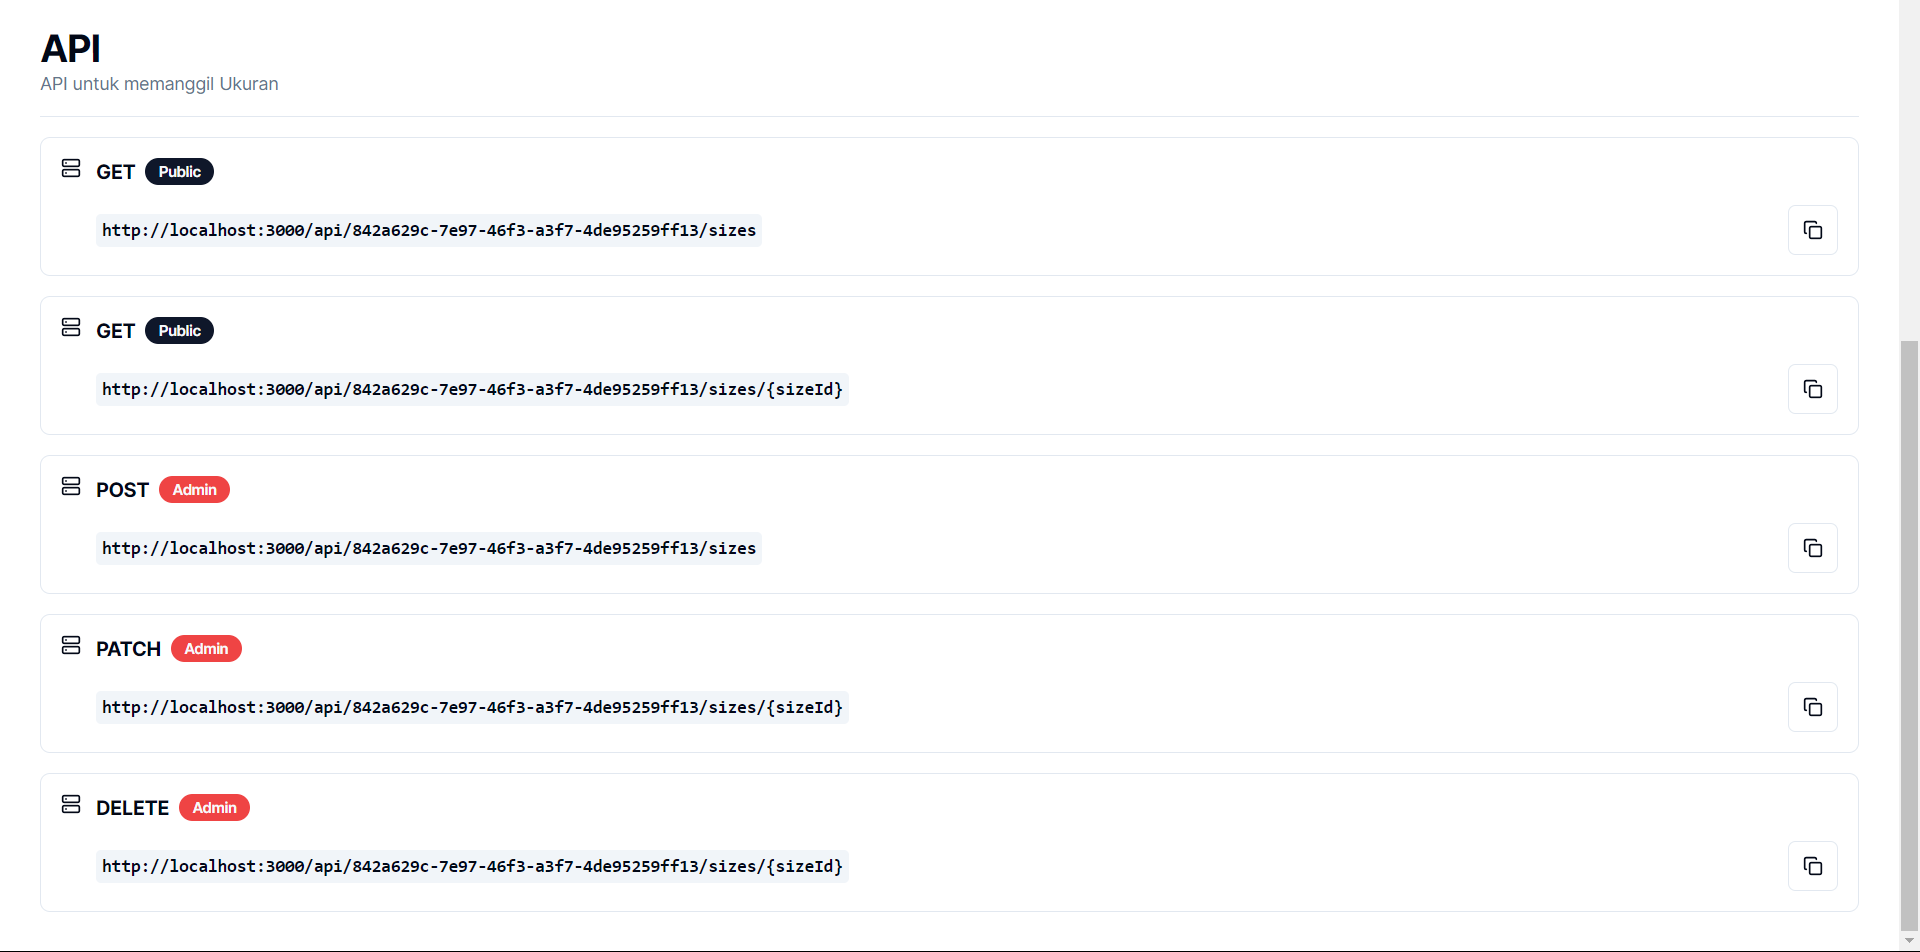 API
API untuk memanggil Ukuran
GET Public
http://localhost:3000/api/842a629c-7e97-46f3-a3f7-4de95259ff13/sizes
GET Public
http://localhost:3000/api/842a629c-7e97-46f3-a3f7-4de95259ff13/sizes/{sizeId}
POST Admin
http://localhost:3000/api/842a629c-7e97-46f3-a3f7-4de95259ff13/sizes
PATCH Admin
http://localhost:3000/api/842a629c-7e97-46f3-a3f7-4de95259ff13/sizes/{sizeId}
DELETE Admin
http://localhost:3000/api/842a629c-7e97-46f3-a3f7-4de95259ff13/sizes/{sizeId}